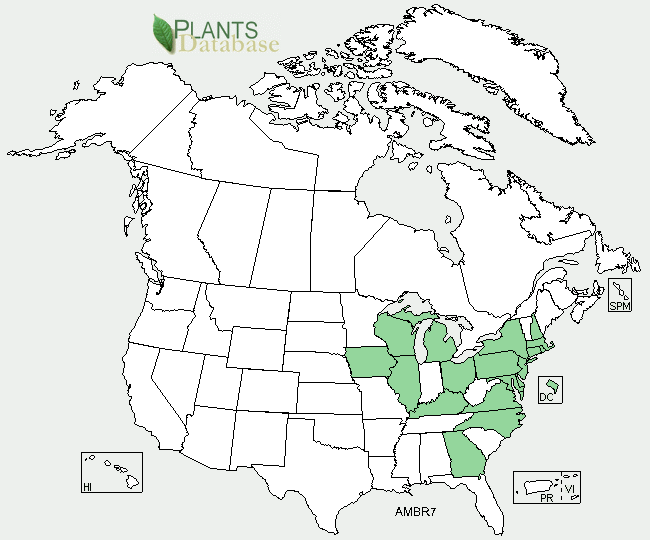 PLANTS
Database
SPM
DC
HI
PR
VI
AMBR7